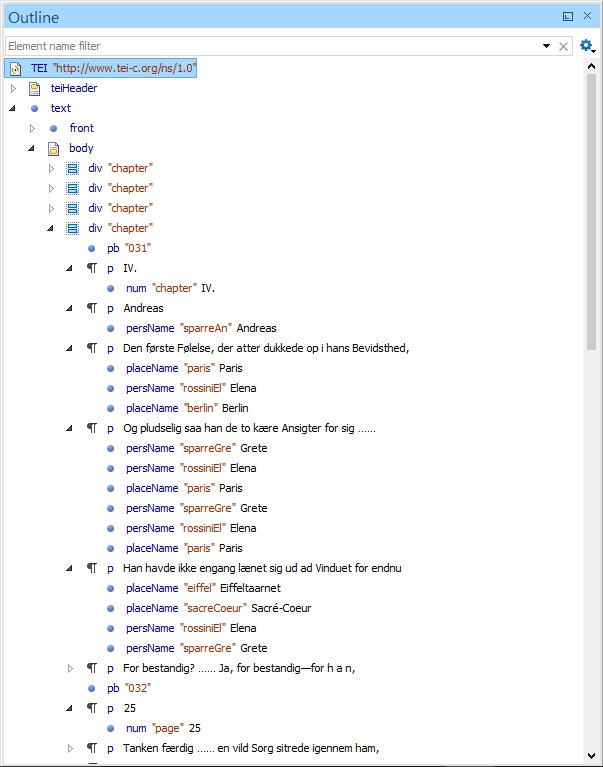 Outline
Element name filter
TEI "http://www.tei-c.org/ns/1.0"
teiHeader
text
front
body
div "chapter"
div "chapter"
div "chapter"
div "chapter"
pb "031"
¶ p IV.
num "chapter" IV.
¶ p Andreas
persName "sparreAn" Andreas
¶ p Den første Følelse, der atter dukkede op i hans Bevidsthed,
placeName "paris" Paris
persName "rossiniEl" Elena
placeName "berlin" Berlin
¶ p Og pludselig saa han de to kære Ansigter for sig ......
persName "sparreGre" Grete
persName "rossiniEl" Elena
placeName "paris" Paris
persName "sparreGre" Grete
persName "rossiniEl" Elena
placeName "paris" Paris
¶ p Han havde ikke engang lænet sig ud ad Vinduet for endnu
placeName "eiffel" Eiffeltaarnet
placeName "sacreCoeur" Sacré-Coeur
persName "rossiniEl" Elena
persName "sparreGre" Grete
¶ p For bestandig? ...... Ja, for bestandig—for h a n,
pb "032"
¶ p 25
num "page" 25
¶ p Tanken færdig ...... en vild Sorg sitrede igennem ham,